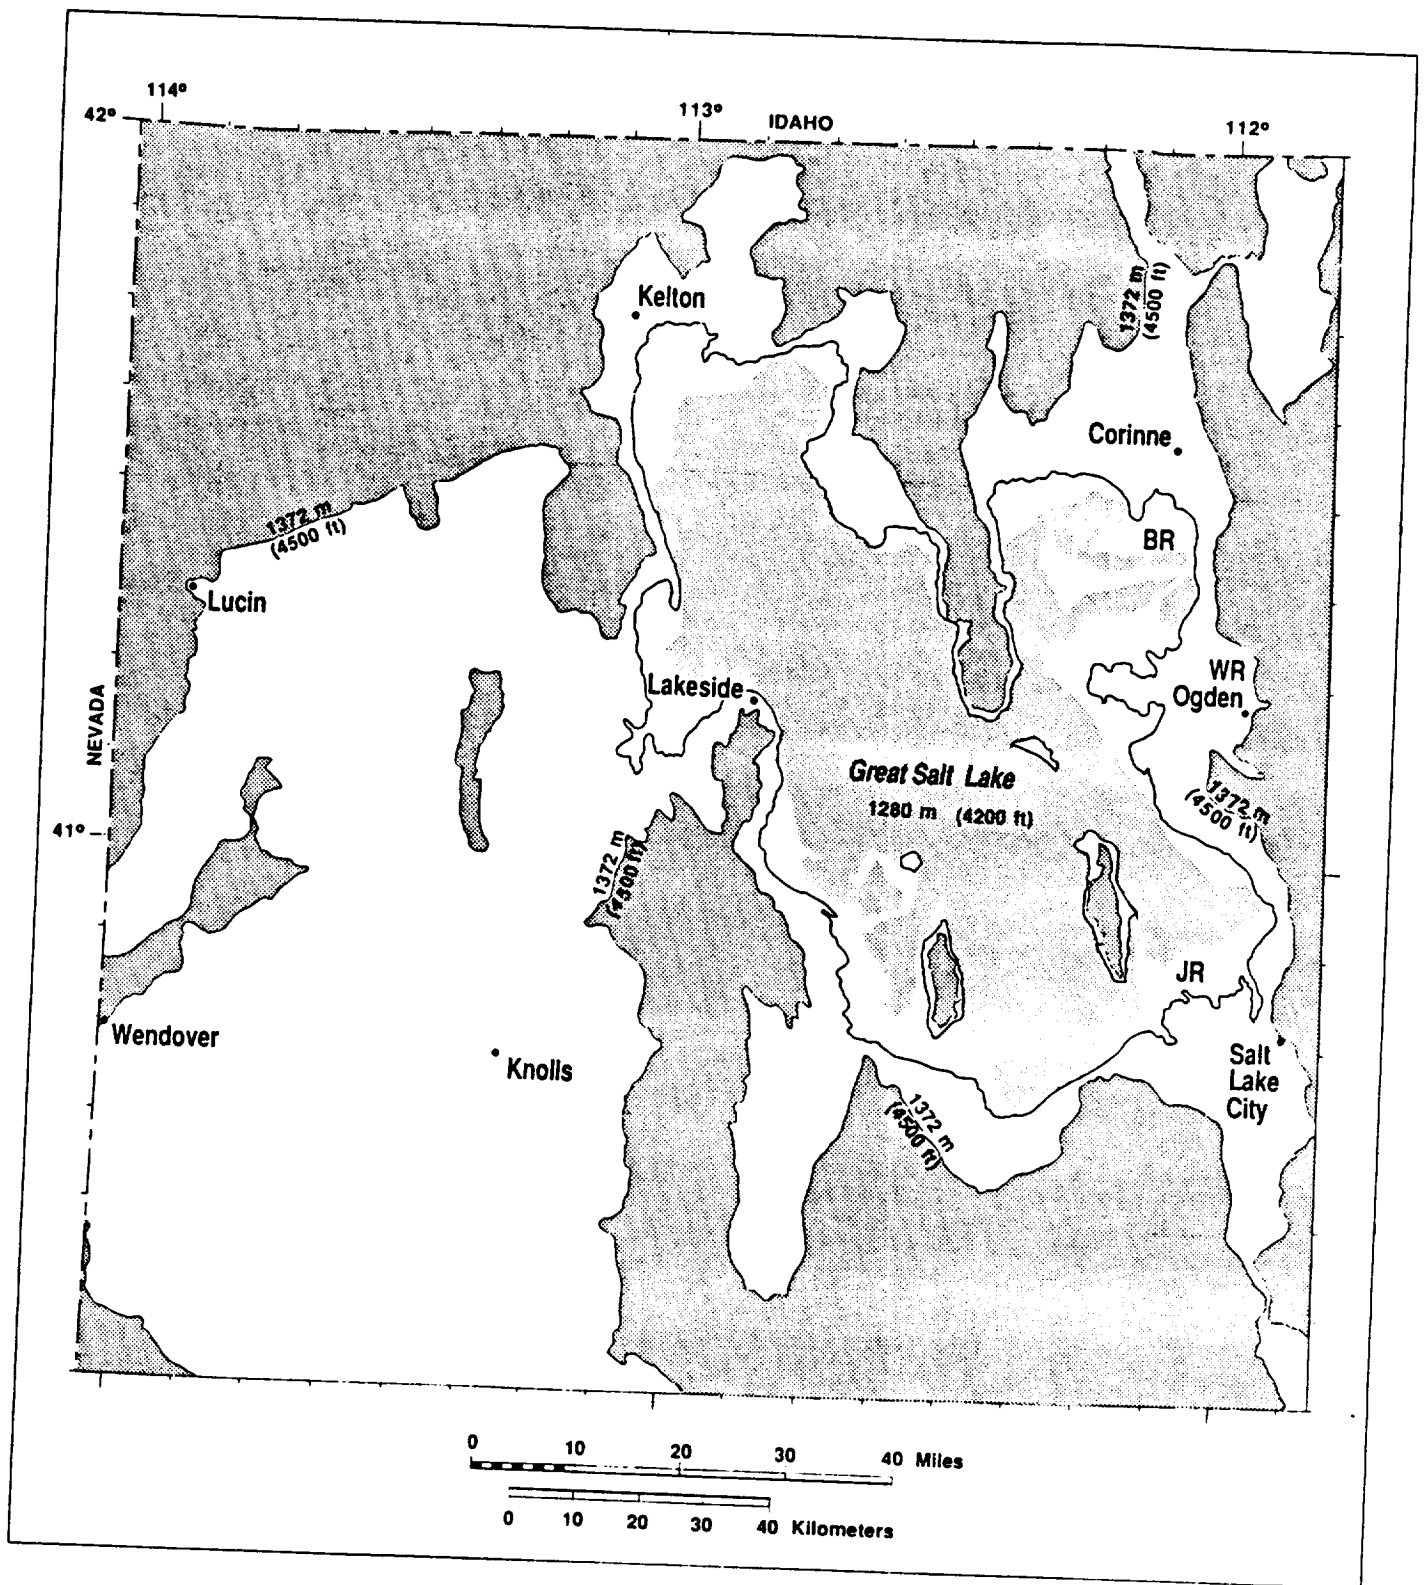 114°
113°
112°
42°
IDAHO
Kelton
1372 m
(4500 ft)
Corinne
1372 m
(4500 ft)
BR
Lucin
WR
Ogden
Lakeside
NEVADA
Great Salt Lake
1280 m (4200 ft)
1372 m
(4500 ft)
41°
1372 m
(4500 ft)
JR
Wendover
Knolls
Salt
Lake
City
1372 m
(4500 ft)
0 10 20 30 40 Miles
0 10 20 30 40 Kilometers